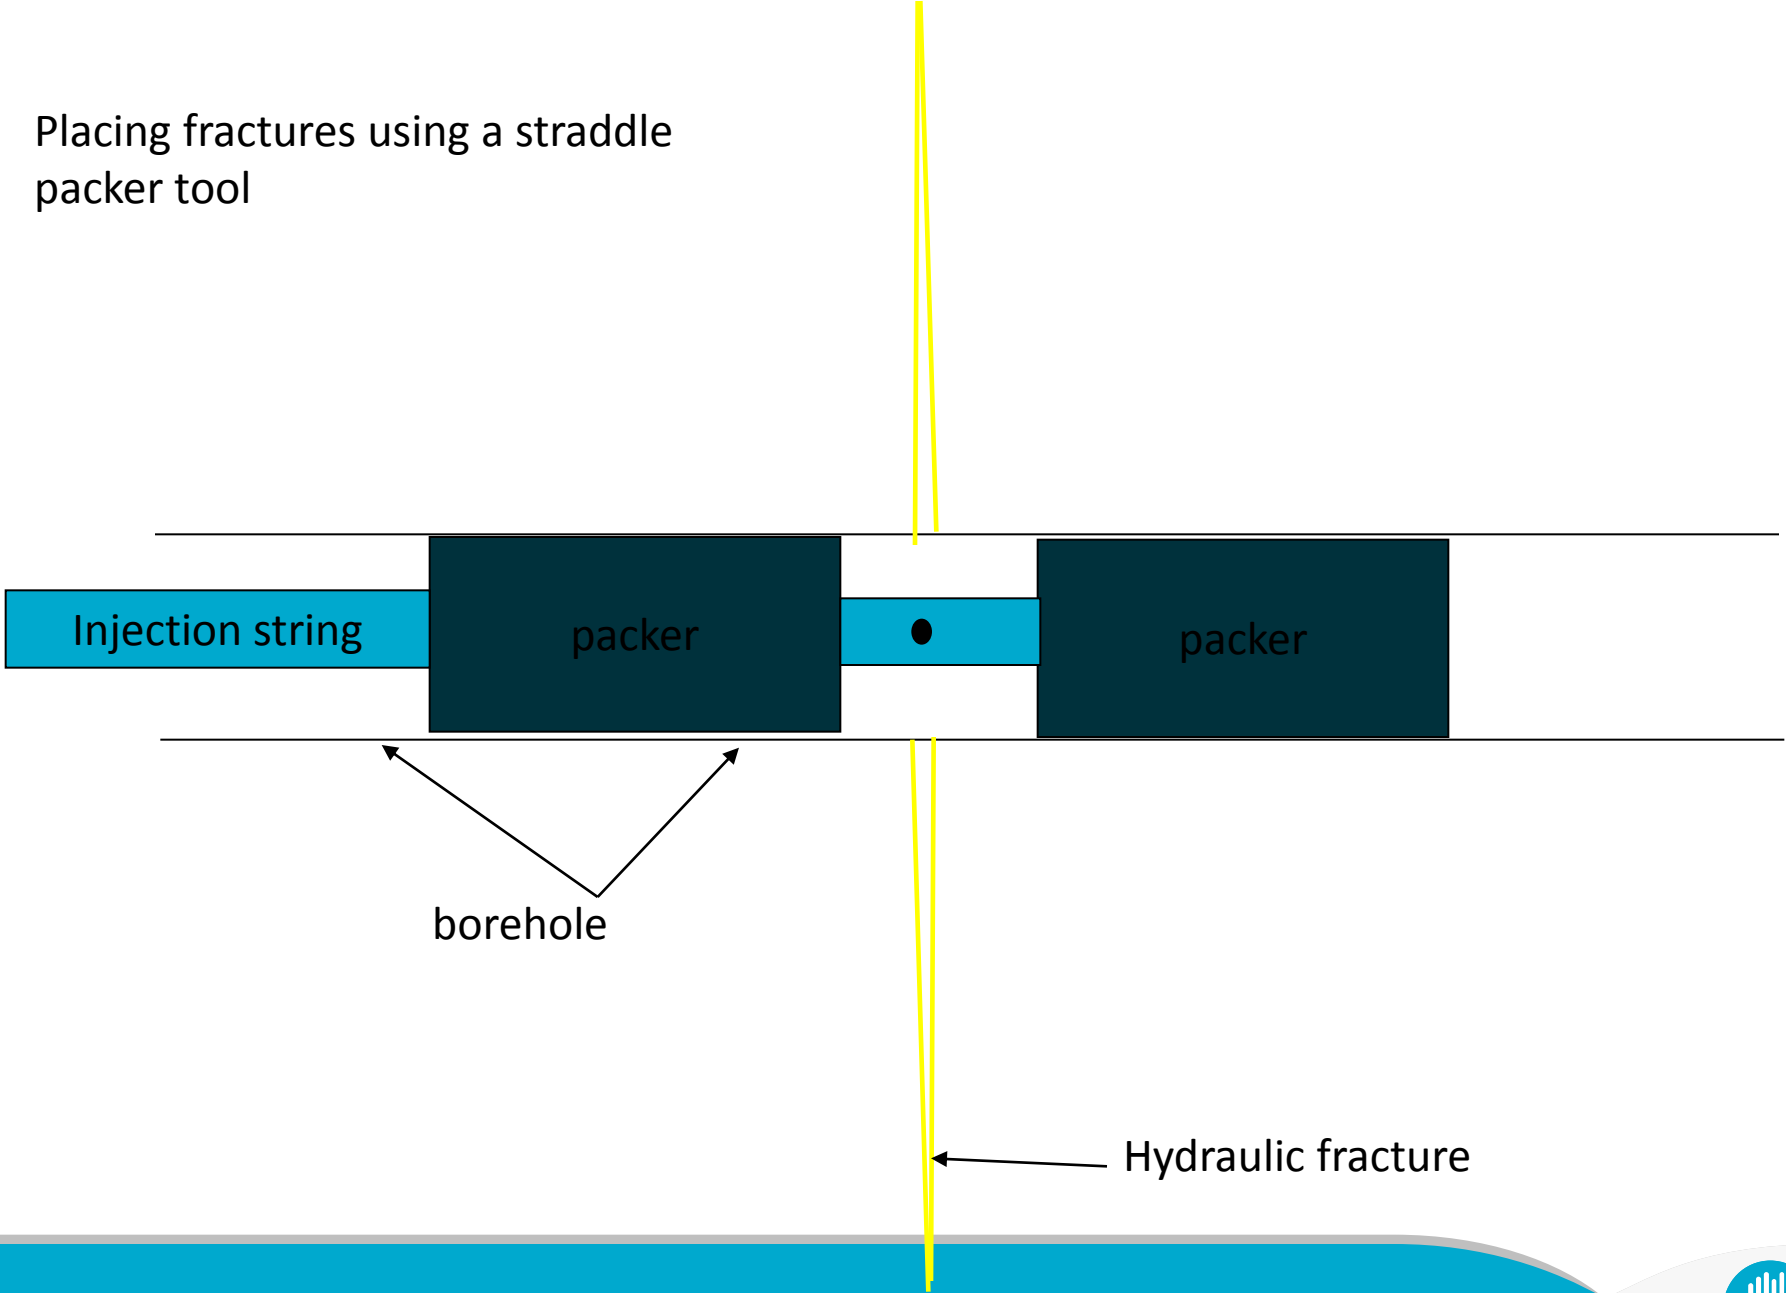 Placing fractures using a straddle
packer tool
Injection string
packer
packer
borehole
Hydraulic fracture